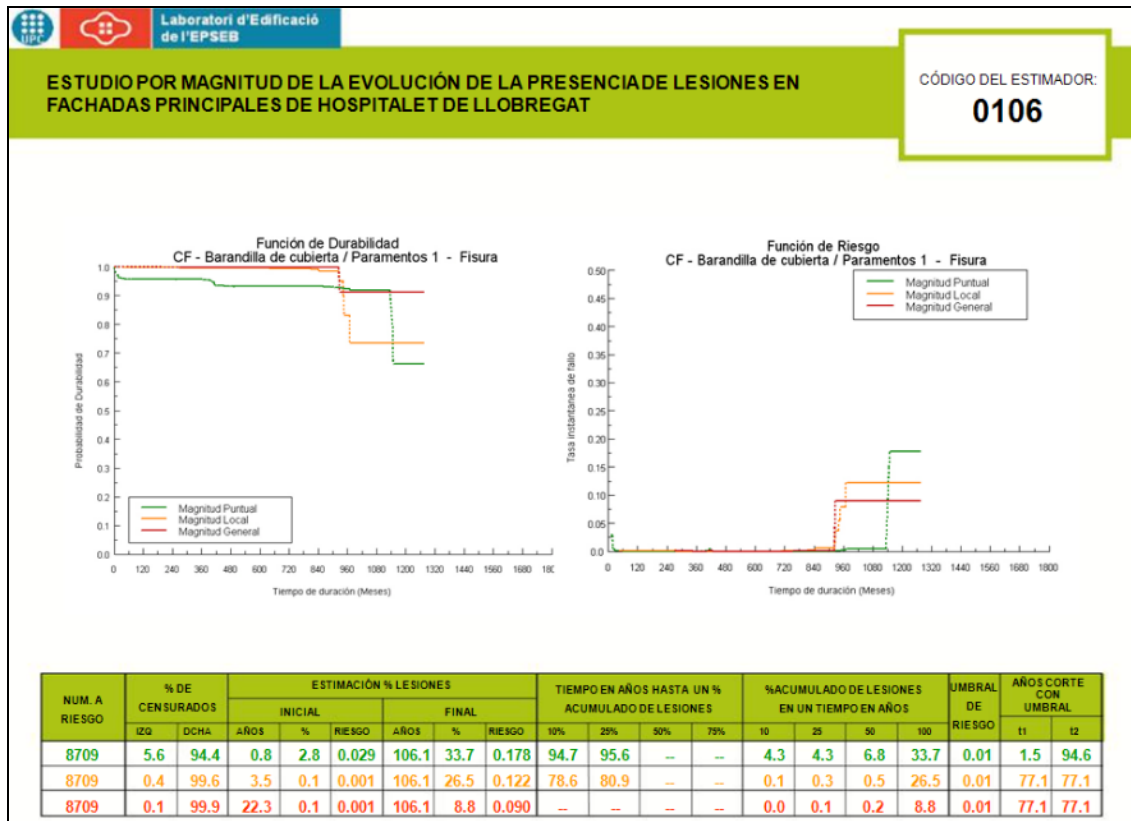 UPC
Laboratori d'Edificació
de l'EPSEB
ESTUDIO POR MAGNITUD DE LA EVOLUCIÓN DE LA PRESENCIA DE LESIONES EN
FACHADAS PRINCIPALES DE HOSPITALET DE LLOBREGAT
CÓDIGO DEL ESTIMADOR:
0106
Función de Durabilidad
CF - Barandilla de cubierta / Paramentos 1 - Fisura
Probabilidad de Durabilidad
1.0
0.9
0.8
0.7
0.6
0.5
0.4
0.3
0.2
0.1
0.0
Magnitud Puntual
Magnitud Local
Magnitud General
0 120 240 360 480 600 720 840 960 1080 1200 1320 1440 1560 1680 180
Tiempo de duración (Meses)
Función de Riesgo
CF - Barandilla de cubierta / Paramentos 1 - Fisura
Tasa instantanea de fallo
0.50
0.45
0.40
0.35
0.30
0.25
0.20
0.15
0.10
0.05
0.00
Magnitud Puntual
Magnitud Local
Magnitud General
0 120 240 360 480 600 720 840 960 1080 1200 1320 1440 1560 1680 1800
Tiempo de duración (Meses)
NUM. A RIESGO % DE CENSURADOS ESTIMACIÓN % LESIONES TIEMPO EN AÑOS HASTA UN % ACUMULADO DE LESIONES %ACUMULADO DE LESIONES EN UN TIEMPO EN AÑOS UMBRAL DE RIESGO AÑOS CORTE CON UMBRAL
INICIAL FINAL
IZQ DCHA AÑOS % RIESGO AÑOS % RIESGO 10% 25% 50% 75% 10 25 50 100 t1 t2
8709 5.6 94.4 0.8 2.8 0.029 106.1 33.7 0.178 94.7 95.6 -- -- 4.3 4.3 6.8 33.7 0.01 1.5 94.6
8709 0.4 99.6 3.5 0.1 0.001 106.1 26.5 0.122 78.6 80.9 -- -- 0.1 0.3 0.5 26.5 0.01 77.1 77.1
8709 0.1 99.9 22.3 0.1 0.001 106.1 8.8 0.090 -- -- -- -- 0.0 0.1 0.2 8.8 0.01 77.1 77.1